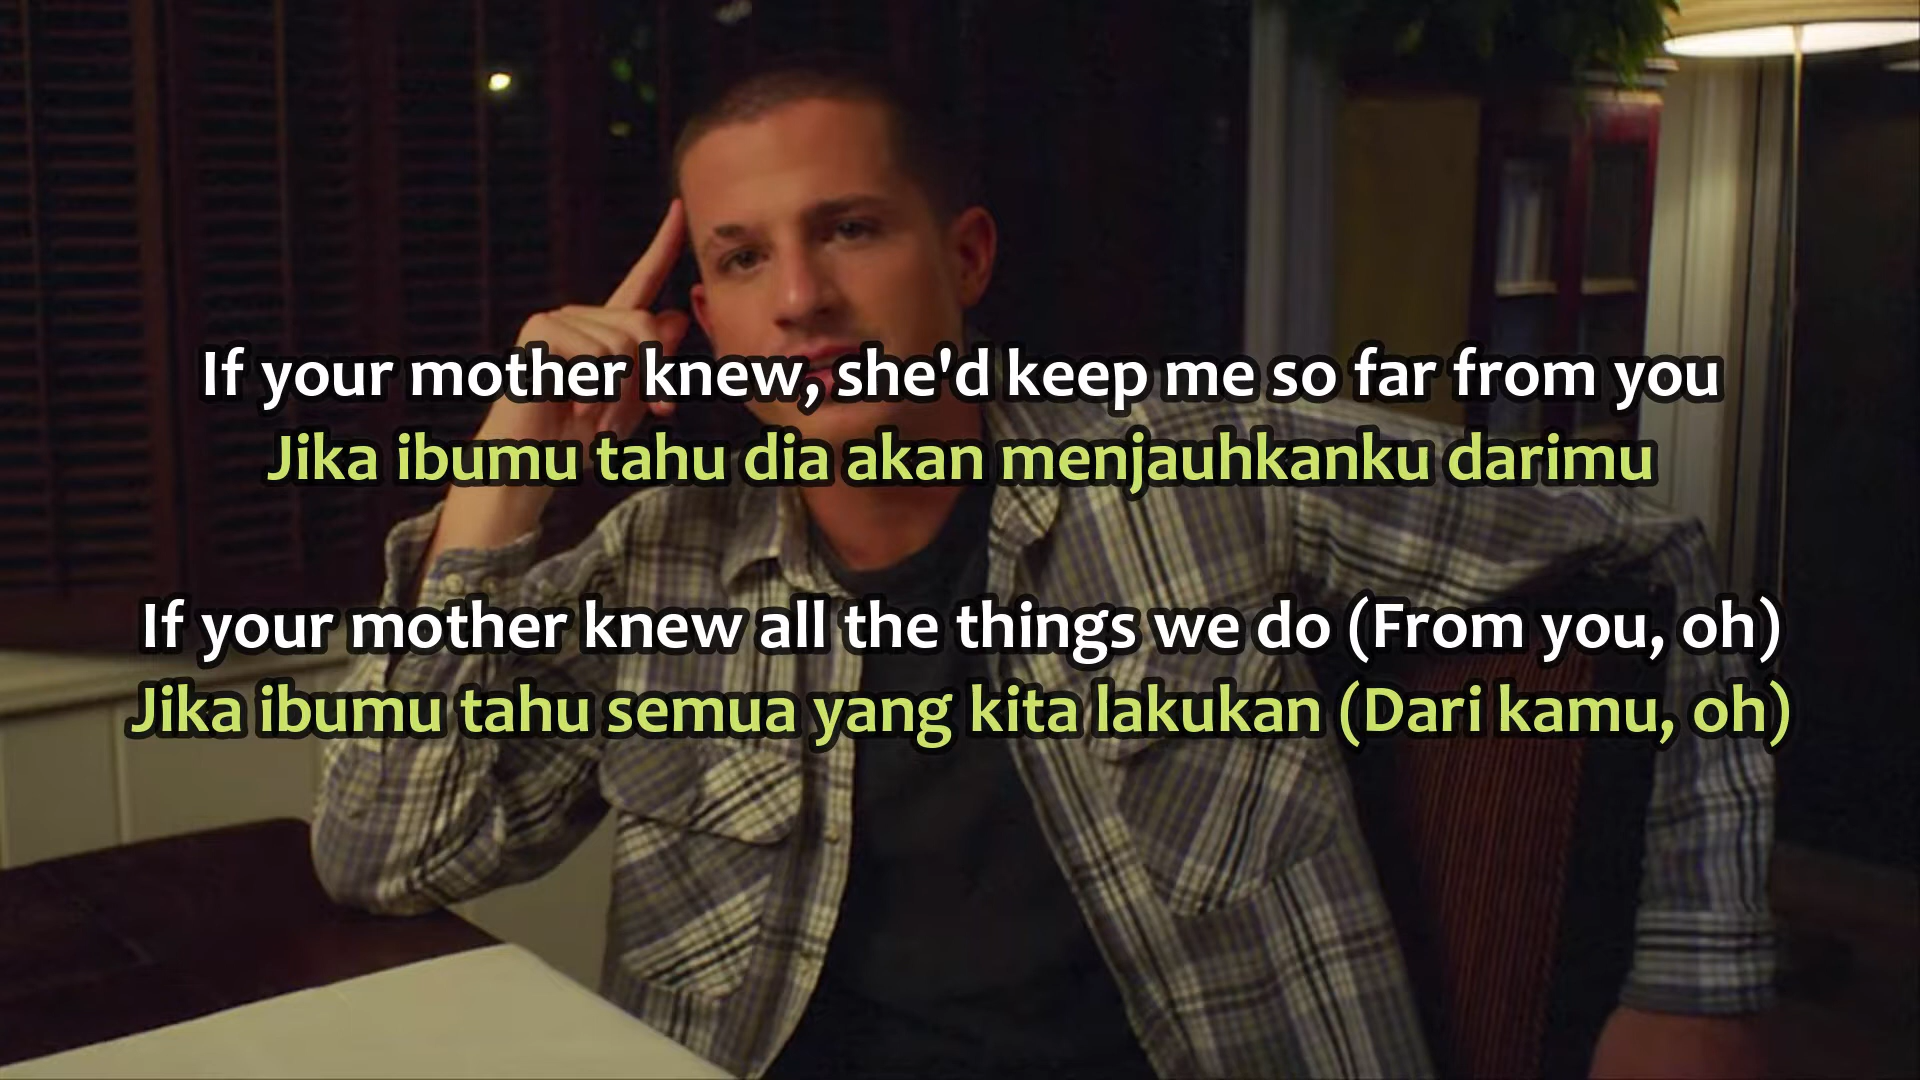 If your mother knew, she'd keep me so far from you
Jika ibumu tahu dia akan menjauhkanku darimu
If your mother knew all the things we do (From you, oh)
Jika ibumu tahu semua yang kita lakukan (Dari kamu, oh)